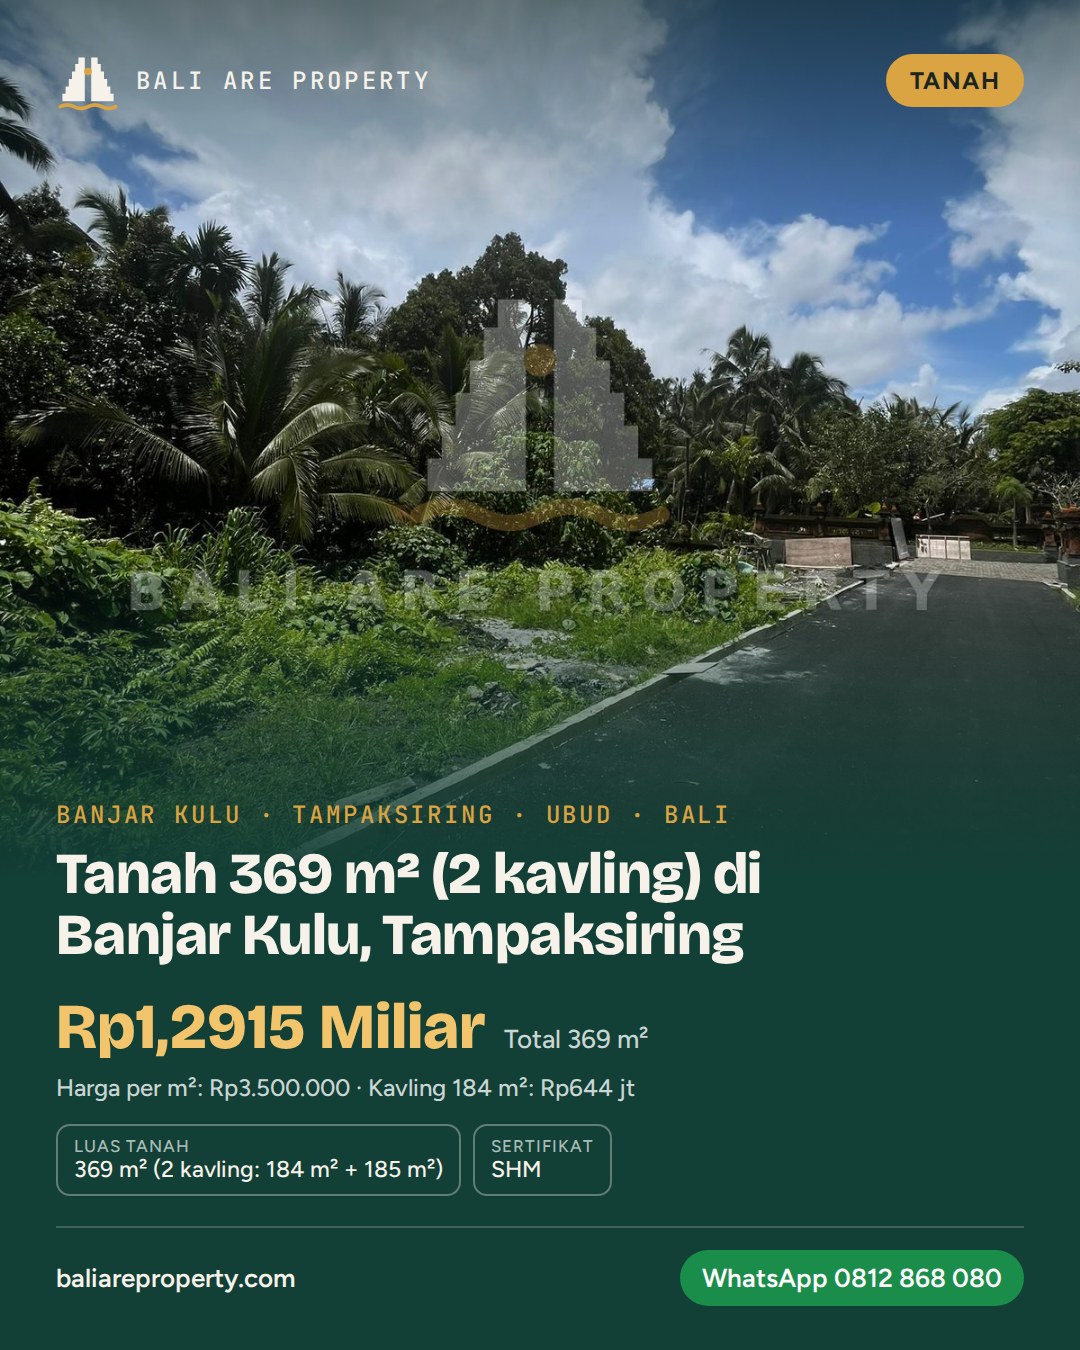 BALI ARE PROPERTY
TANAH
BALI ARE PROPERTY
BANJAR KULU · TAMPAKSIRING · UBUD · BALI
Tanah 369 m² (2 kavling) di
Banjar Kulu, Tampaksiring
Rp1,2915 Miliar Total 369 m²
Harga per m²: Rp3.500.000 · Kavling 184 m²: Rp644 jt
LUAS TANAH
369 m² (2 kavling: 184 m² + 185 m²)
SERTIFIKAT
SHM
baliareproperty.com
WhatsApp 0812 868 080